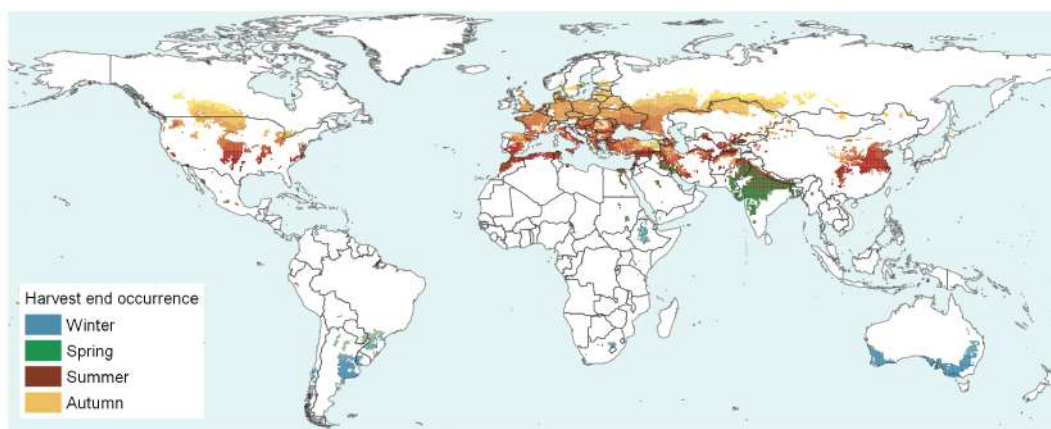 Harvest end occurrence
Winter
Spring
Summer
Autumn